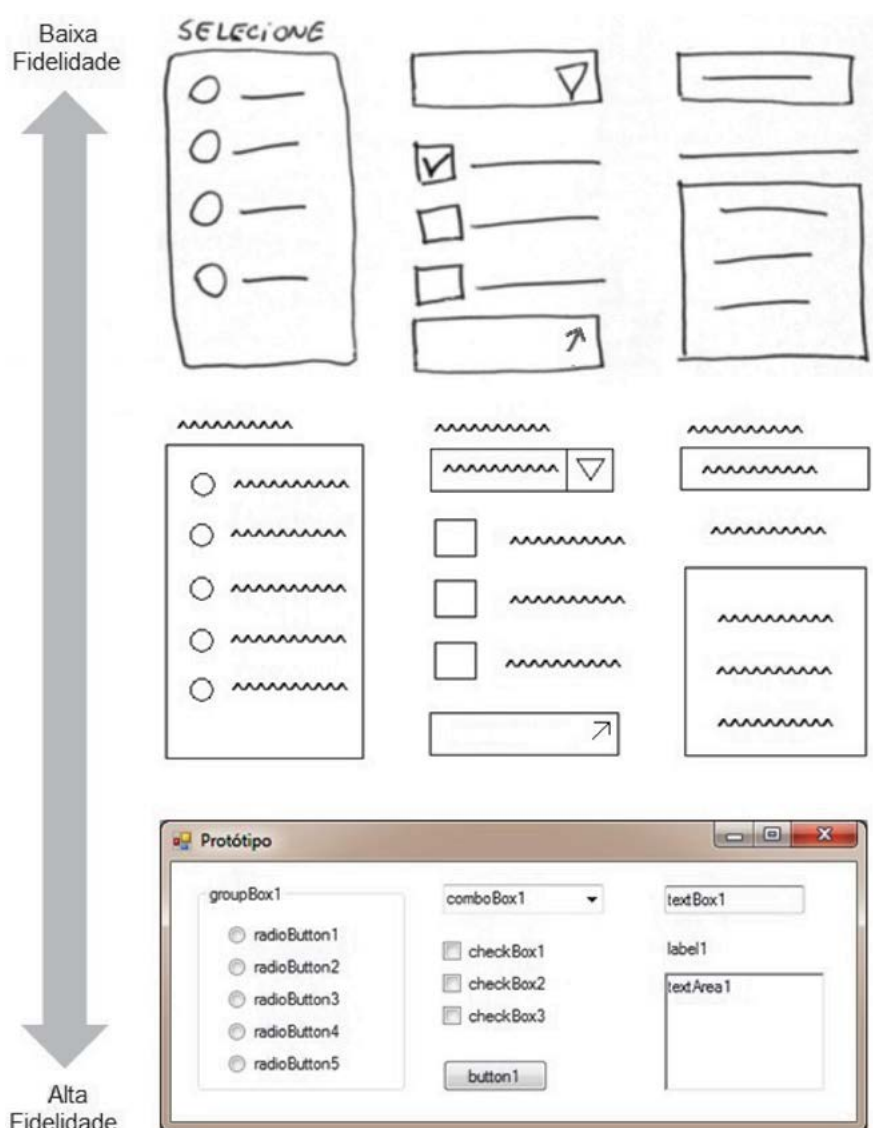 Baixa
Fidelidade
SELECIONE
Protótipo
groupBox1
radioButton1
radioButton2
radioButton3
radioButton4
radioButton5
comboBox1
checkBox1
checkBox2
checkBox3
button1
textBox1
label1
textArea1
Alta
Fidelidade